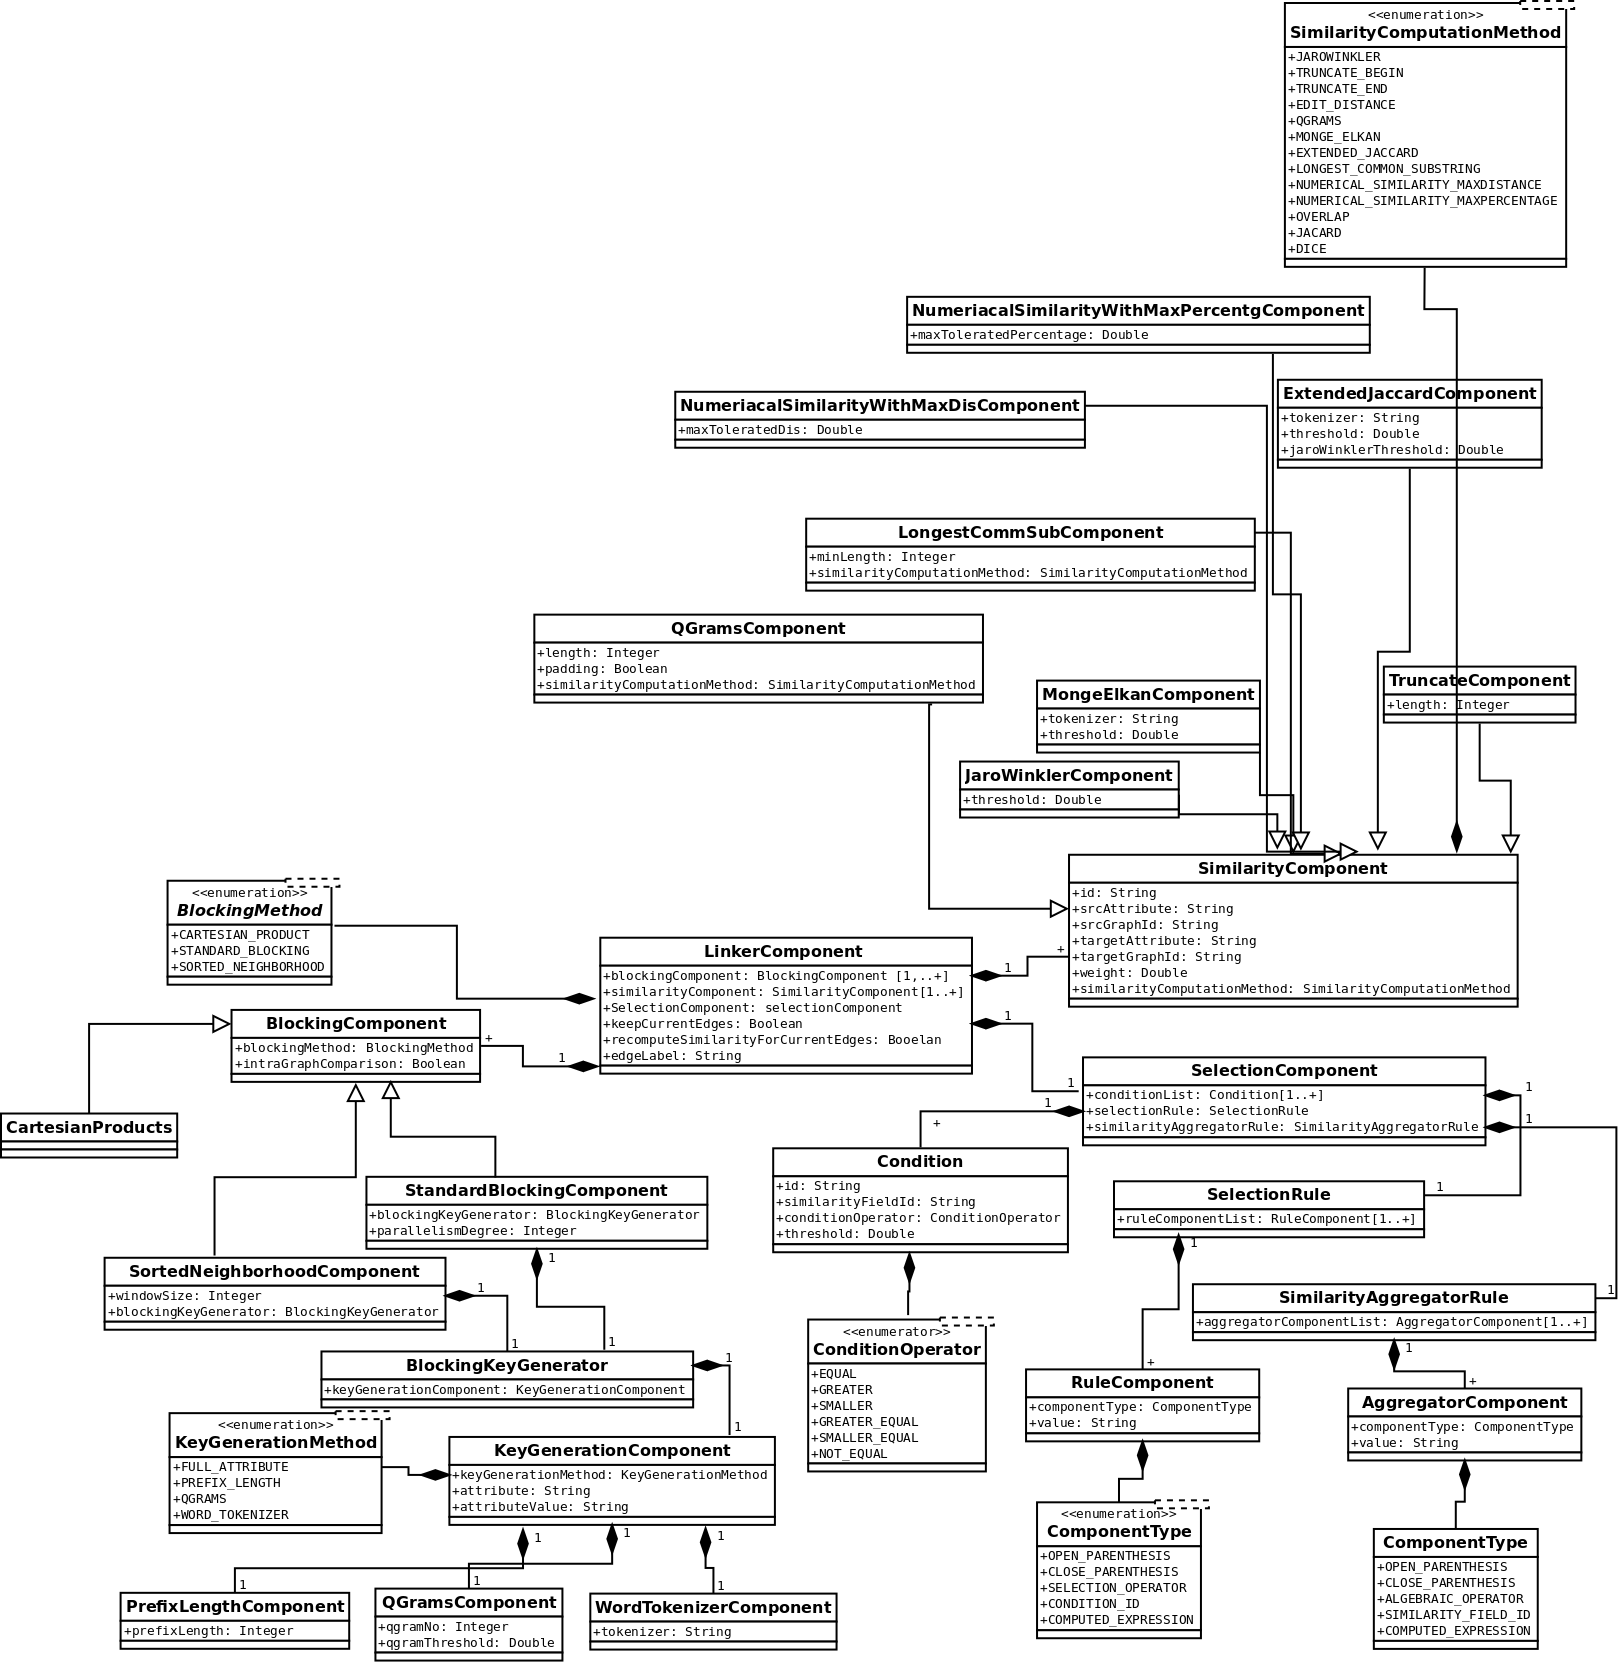 <<enumeration>>
SimilarityComputationMethod
+JAROWINKLER
+TRUNCATE_BEGIN
+TRUNCATE_END
+EDIT_DISTANCE
+QGRAMS
+MONGE_ELKAN
+EXTENDED_JACCARD
+LONGEST_COMMON_SUBSTRING
+NUMERICAL_SIMILARITY_MAXDISTANCE
+NUMERICAL_SIMILARITY_MAXPERCENTAGE
+OVERLAP
+JACARD
+DICE
NumeriacalSimilarityWithMaxPercentgComponent
+maxToleratedPercentage: Double
NumeriacalSimilarityWithMaxDisComponent
+maxToleratedDis: Double
ExtendedJaccardComponent
+tokenizer: String
+threshold: Double
+jaroWinklerThreshold: Double
LongestCommSubComponent
+minLength: Integer
+similarityComputationMethod: SimilarityComputationMethod
QGramsComponent
+length: Integer
+padding: Boolean
+similarityComputationMethod: SimilarityComputationMethod
MongeElkanComponent
+tokenizer: String
+threshold: Double
TruncateComponent
+length: Integer
JaroWinklerComponent
+threshold: Double
SimilarityComponent
+id: String
+srcAttribute: String
+srcGraphId: String
+targetAttribute: String
+targetGraphId: String
+weight: Double
+similarityComputationMethod: SimilarityComputationMethod
<<enumeration>>
BlockingMethod
+CARTESIAN_PRODUCT
+STANDARD_BLOCKING
+SORTED_NEIGHBORHOOD
LinkerComponent
+blockingComponent: BlockingComponent [1,..+]
+similarityComponent: SimilarityComponent[1..+]
+SelectionComponent: selectionComponent
+keepCurrentEdges: Boolean
+recomputeSimilarityForCurrentEdges: Booelan
+edgeLabel: String
1
+
1
1
+
1
BlockingComponent
+blockingMethod: BlockingMethod
+intraGraphComparison: Boolean
CartesianProducts
SelectionComponent
+conditionList: Condition[1..+]
+selectionRule: SelectionRule
+similarityAggregatorRule: SimilarityAggregatorRule
1
+
1
1
1
1
Condition
+id: String
+similarityFieldId: String
+conditionOperator: ConditionOperator
+threshold: Double
StandardBlockingComponent
+blockingKeyGenerator: BlockingKeyGenerator
+parallelismDegree: Integer
1
1
SelectionRule
+ruleComponentList: RuleComponent[1..+]
1
+
SortedNeighborhoodComponent
+windowSize: Integer
+blockingKeyGenerator: BlockingKeyGenerator
1
1
SimilarityAggregatorRule
+aggregatorComponentList: AggregatorComponent[1..+]
1
+
<<enumerator>>
ConditionOperator
+EQUAL
+GREATER
+SMALLER
+GREATER_EQUAL
+SMALLER_EQUAL
+NOT_EQUAL
BlockingKeyGenerator
+keyGenerationComponent: KeyGenerationComponent
1
1
RuleComponent
+componentType: ComponentType
+value: String
AggregatorComponent
+componentType: ComponentType
+value: String
<<enumeration>>
KeyGenerationMethod
+FULL_ATTRIBUTE
+PREFIX_LENGTH
+QGRAMS
+WORD_TOKENIZER
KeyGenerationComponent
+keyGenerationMethod: KeyGenerationMethod
+attribute: String
+attributeValue: String
1
1
1
1
1
1
<<enumeration>>
ComponentType
+OPEN_PARENTHESIS
+CLOSE_PARENTHESIS
+SELECTION_OPERATOR
+CONDITION_ID
+COMPUTED_EXPRESSION
ComponentType
+OPEN_PARENTHESIS
+CLOSE_PARENTHESIS
+ALGEBRAIC_OPERATOR
+SIMILARITY_FIELD_ID
+COMPUTED_EXPRESSION
PrefixLengthComponent
+prefixLength: Integer
QGramsComponent
+qgramNo: Integer
+qgramThreshold: Double
WordTokenizerComponent
+tokenizer: String